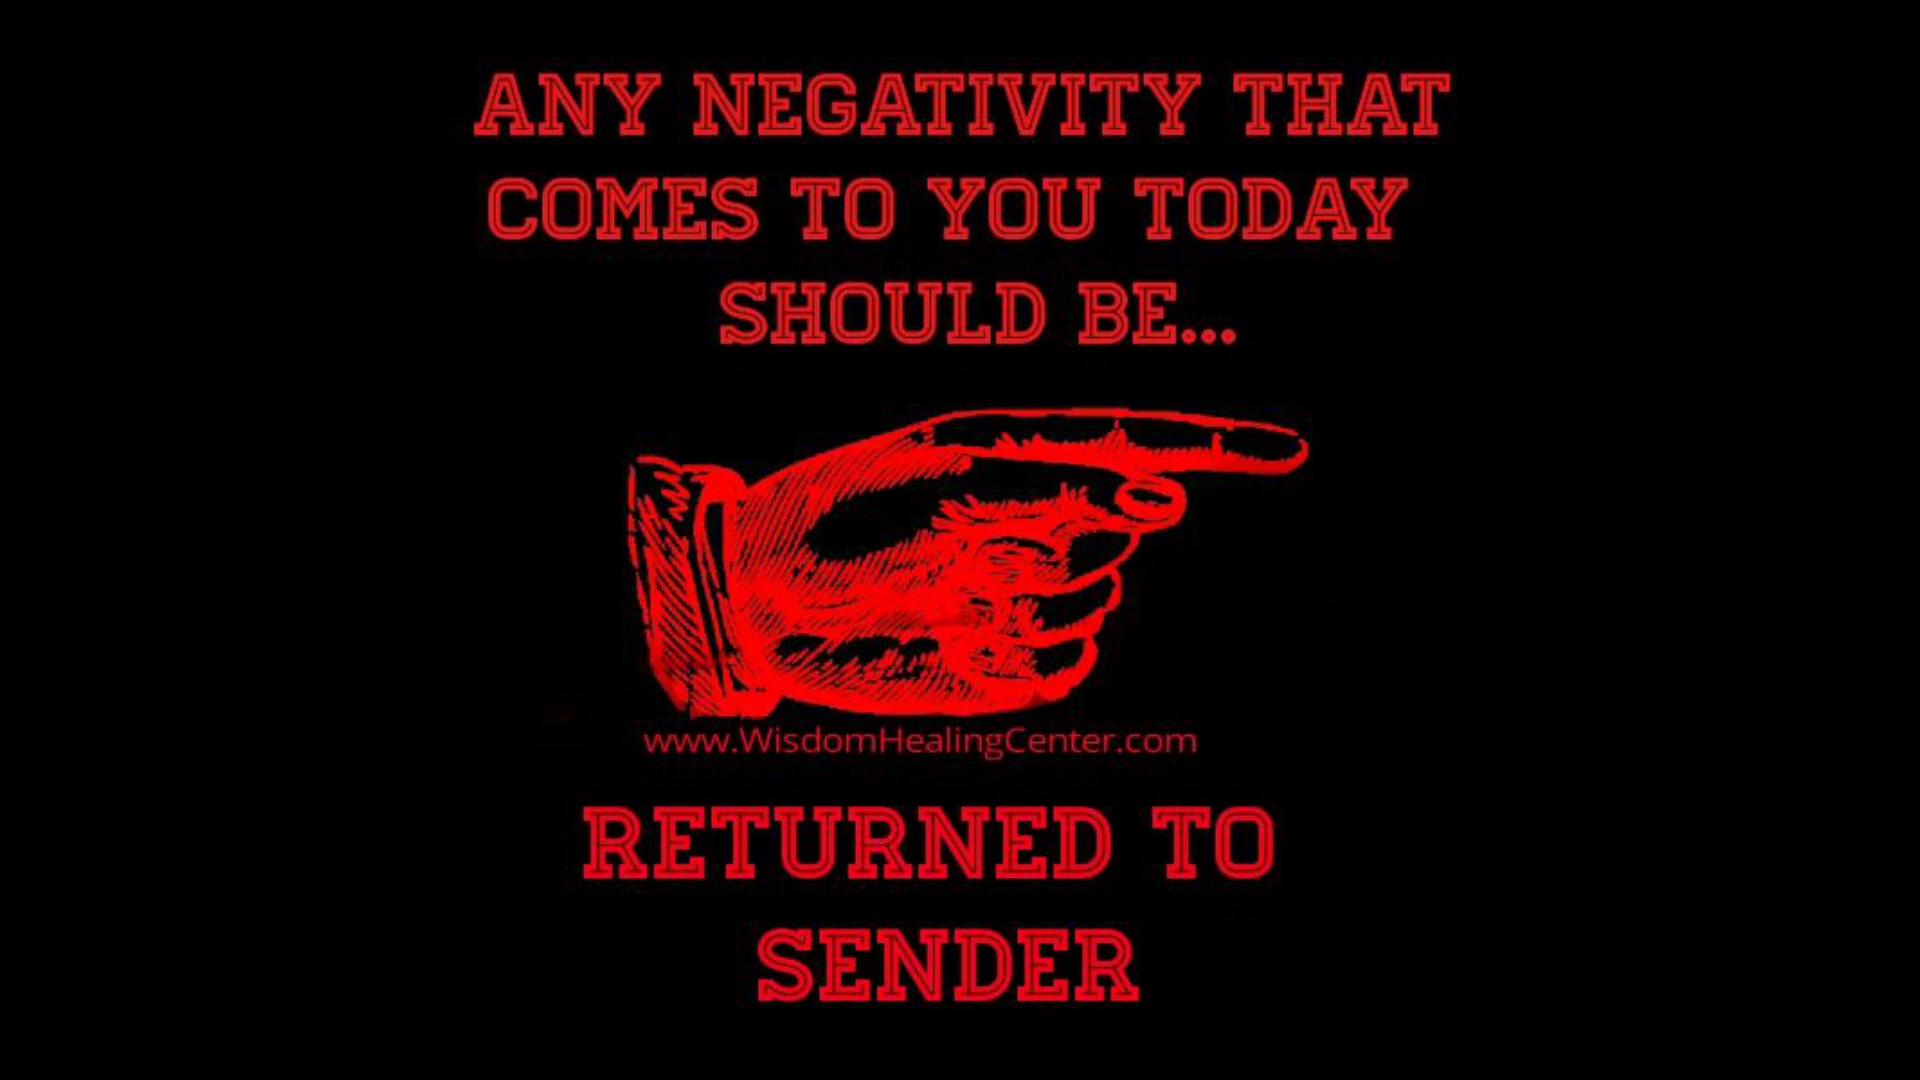 ANY NEGATIVITY THAT
COMES TO YOU TODAY
SHOULD BE...
www.WisdomHealingCenter.com
RETURNED TO
SENDER